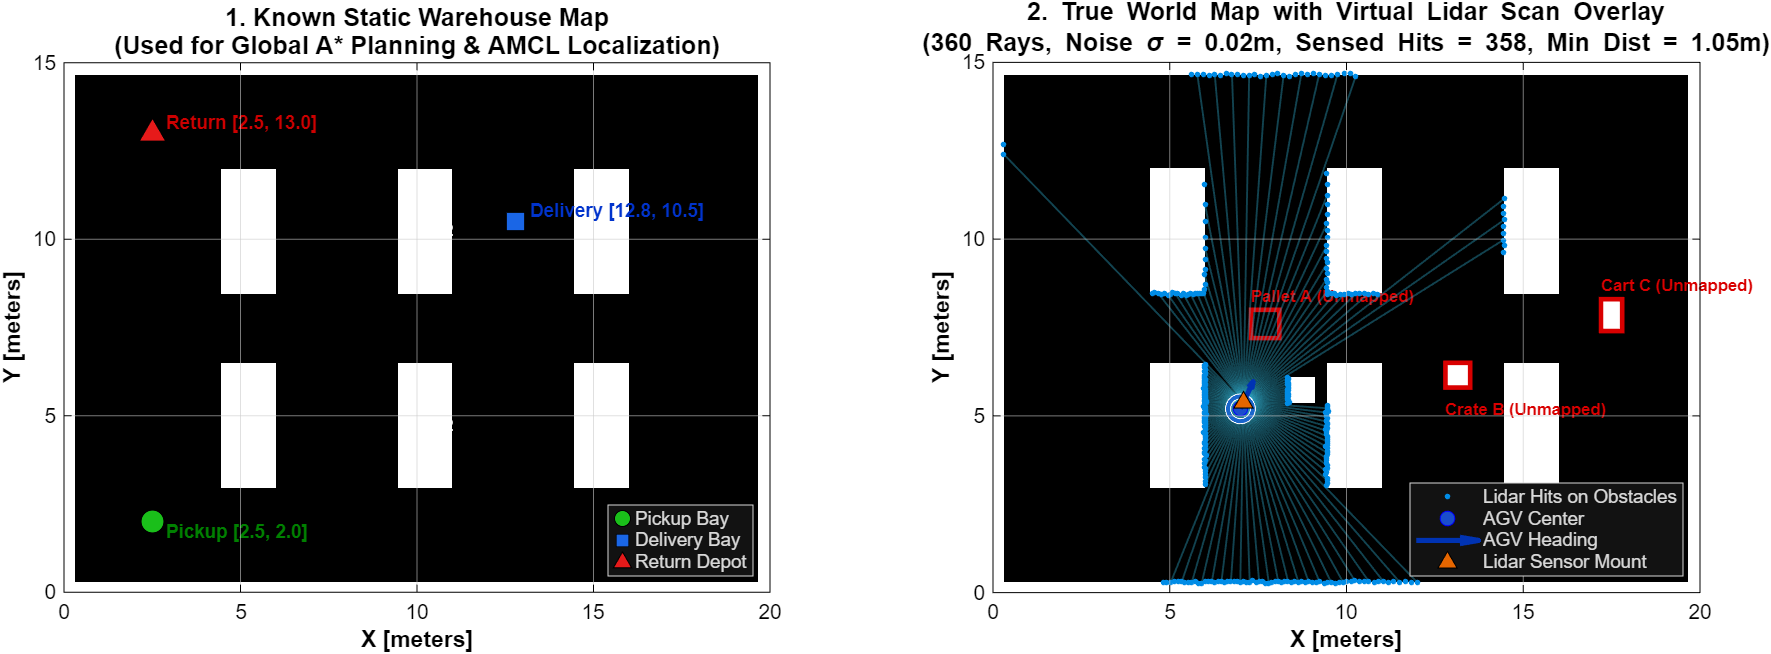 1. Known Static Warehouse Map
(Used for Global A* Planning & AMCL Localization)
15
10
5
0
0
5
10
15
20
Y [meters]
X [meters]
Return [2.5, 13.0]
Delivery [12.8, 10.5]
Pickup [2.5, 2.0]
Pickup Bay
Delivery Bay
Return Depot
2. True World Map with Virtual Lidar Scan Overlay
(360 Rays, Noise σ = 0.02m, Sensed Hits = 358, Min Dist = 1.05m)
15
10
5
0
0
5
10
15
20
Y [meters]
X [meters]
Cart C (Unmapped)
Pallet A (Unmapped)
Crate B (Unmapped)
Lidar Hits on Obstacles
AGV Center
AGV Heading
Lidar Sensor Mount